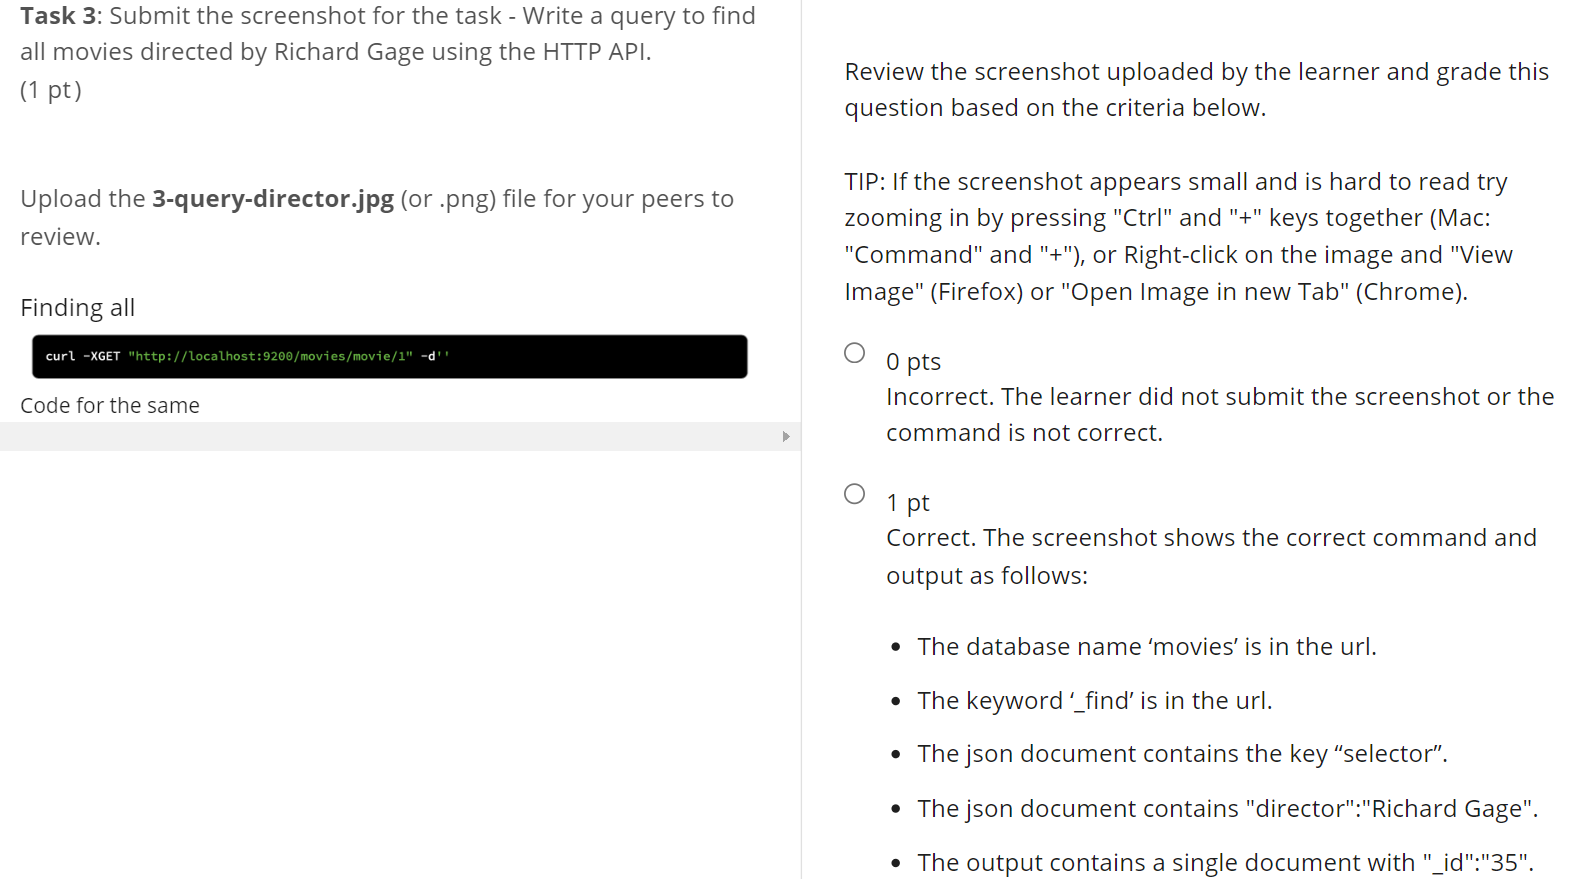 Task 3: Submit the screenshot for the task - Write a query to find
all movies directed by Richard Gage using the HTTP API.
(1 pt)
Upload the 3-query-director.jpg (or .png) file for your peers to
review.
Finding all
curl -XGET "http://localhost:9200/movies/movie/1" -d''
Code for the same
Review the screenshot uploaded by the learner and grade this
question based on the criteria below.
TIP: If the screenshot appears small and is hard to read try
zooming in by pressing "Ctrl" and "+" keys together (Mac:
"Command" and "+"), or Right-click on the image and "View
Image" (Firefox) or "Open Image in new Tab" (Chrome).
0 pts
Incorrect. The learner did not submit the screenshot or the
command is not correct.
1 pt
Correct. The screenshot shows the correct command and
output as follows:
• The database name ‘movies’ is in the url.
• The keyword ‘_find’ is in the url.
• The json document contains the key “selector”.
• The json document contains "director":"Richard Gage".
• The output contains a single document with "_id":"35".